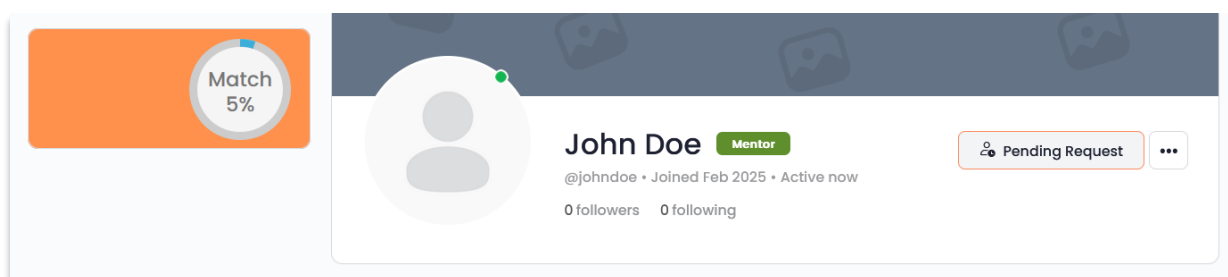 Match
5%
John Doe Mentor
@johndoe • Joined Feb 2025 • Active now
0 followers 0 following
Pending Request